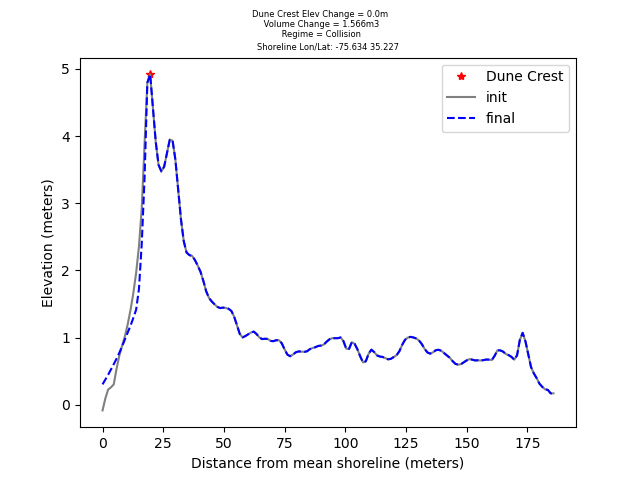 Dune Crest Elev Change = 0.0m
Volume Change = 1.566m3
Regime = Collision
Shoreline Lon/Lat: -75.634 35.227
Dune Crest
init
final
Elevation (meters)
5
4
3
2
1
0
0 25 50 75 100 125 150 175
Distance from mean shoreline (meters)